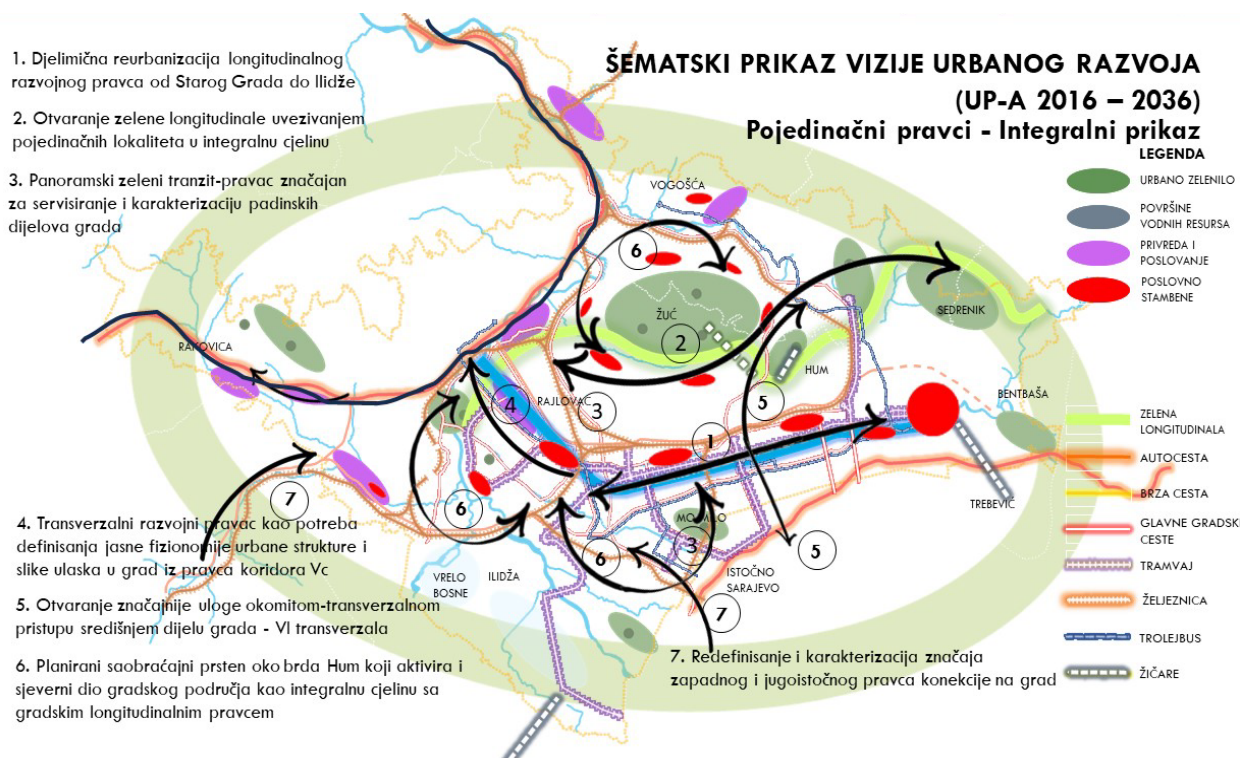 1. Djelimična reurbanizacija longitudinalnog
razvojnog pravca od Starog Grada do Ilidže
2. Otvaranje zelene longitudinale uvezivanjem
pojedinačnih lokaliteta u integralnu cjelinu
3. Panoramski zeleni tranzit-pravac značajan
za servisiranje i karakterizaciju padinskih
dijelova grada
ŠEMATSKI PRIKAZ VIZIJE URBANOG RAZVOJA
(UP-A 2016 – 2036)
Pojedinačni pravci - Integralni prikaz
LEGENDA
URBANO ZELENILO
POVRŠINE
VODNIH RESURSA
PRIVREDA I
POSLOVANJE
POSLOVNO
STAMBENE
ZELENA
LONGITUDINALA
AUTOCESTA
BRZA CESTA
GLAVNE GRADSKE
CESTE
TRAMVAJ
ŽELJEZNICA
TROLEJBUS
ŽIČARE
VOGOŠĆA
6
ŽUĆ
2
SEDRENIK
RAKOVICA
HUM
5
4
RAJLOVAC
3
1
BENTBAŠA
TREBEVIĆ
7
6
MOJMILO
3
6
5
VRELO
BOSNE
ILIDŽA
ISTOČNO
SARAJEVO
7
4. Transverzalni razvojni pravac kao potreba
definisanja jasne fizionomije urbane strukture i
slike ulaska u grad iz pravca koridora Vc
5. Otvaranje značajnije uloge okomitom-transverzalnom
pristupu središnjem dijelu grada - VI transverzala
6. Planirani saobraćajni prsten oko brda Hum koji aktivira i
sjeverni dio gradskog područja kao integralnu cjelinu sa
gradskim longitudinalnim pravcem
7. Redefinisanje i karakterizacija značaja
zapadnog i jugoistočnog pravca konekcije na grad